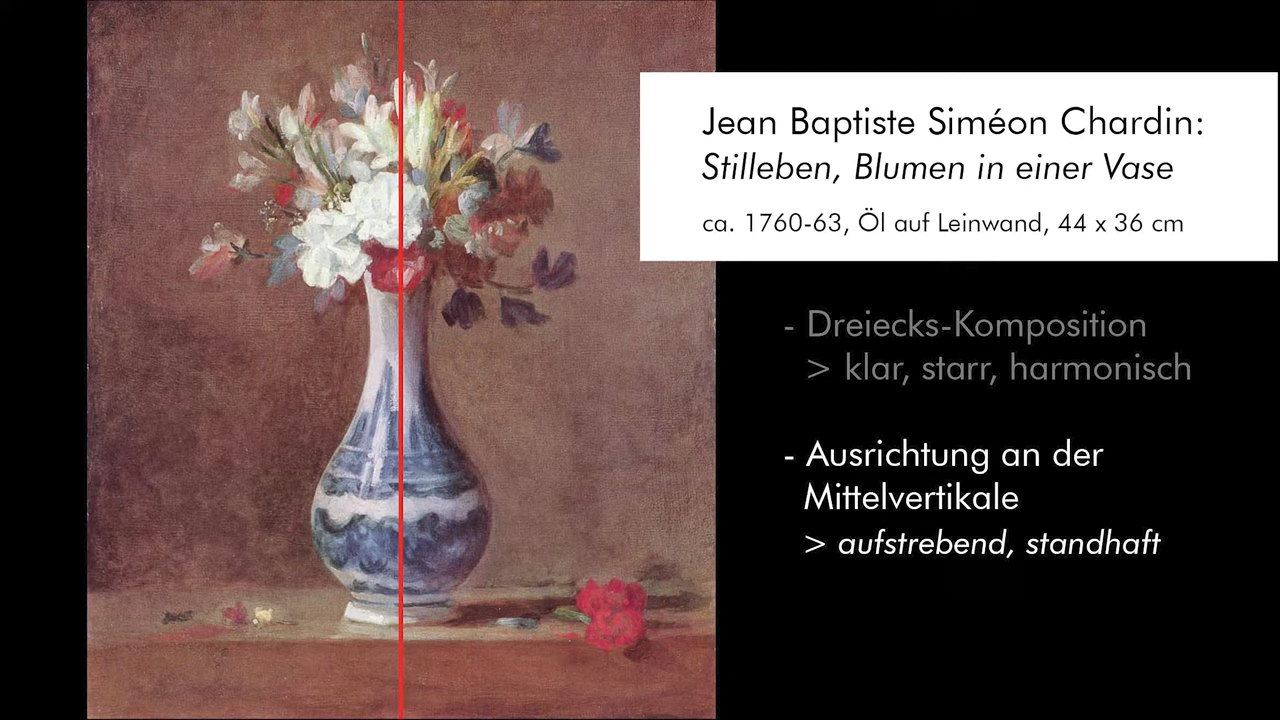 Jean Baptiste Siméon Chardin:
Stilleben, Blumen in einer Vase
ca. 1760-63, Öl auf Leinwand, 44 x 36 cm
- Dreiecks-Komposition
> klar, starr, harmonisch
- Ausrichtung an der
Mittelvertikale
> aufstrebend, standhaft